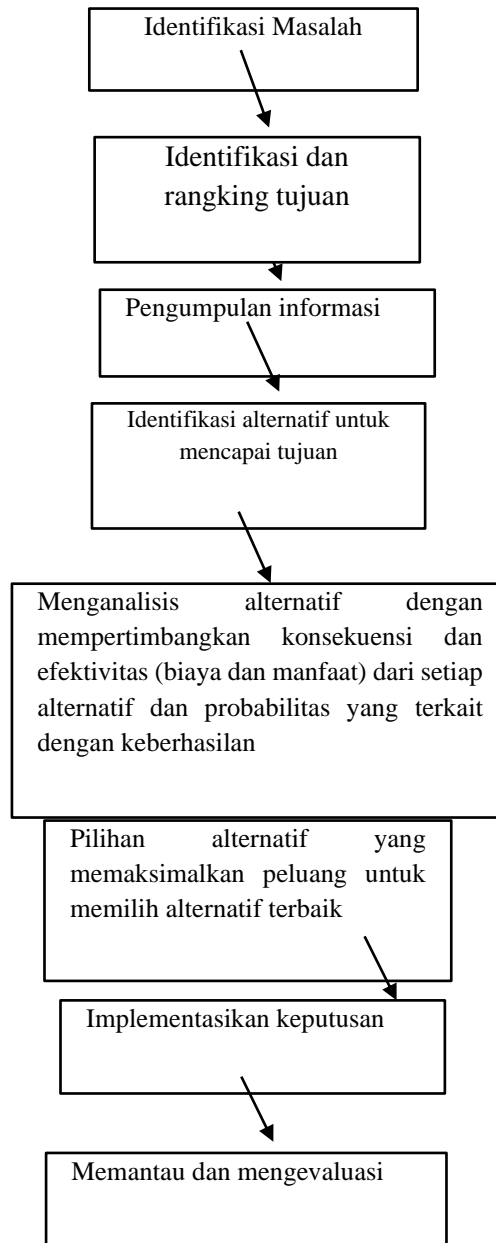 Identifikasi Masalah
Identifikasi dan
rangking tujuan
Pengumpulan informasi
Identifikasi alternatif untuk
mencapai tujuan
Menganalisis alternatif dengan
mempertimbangkan konsekuensi dan
efektivitas (biaya dan manfaat) dari setiap
alternatif dan probabilitas yang terkait
dengan keberhasilan
Pilihan alternatif yang
memaksimalkan peluang untuk
memilih alternatif terbaik
Implementasikan keputusan
Memantau dan mengevaluasi